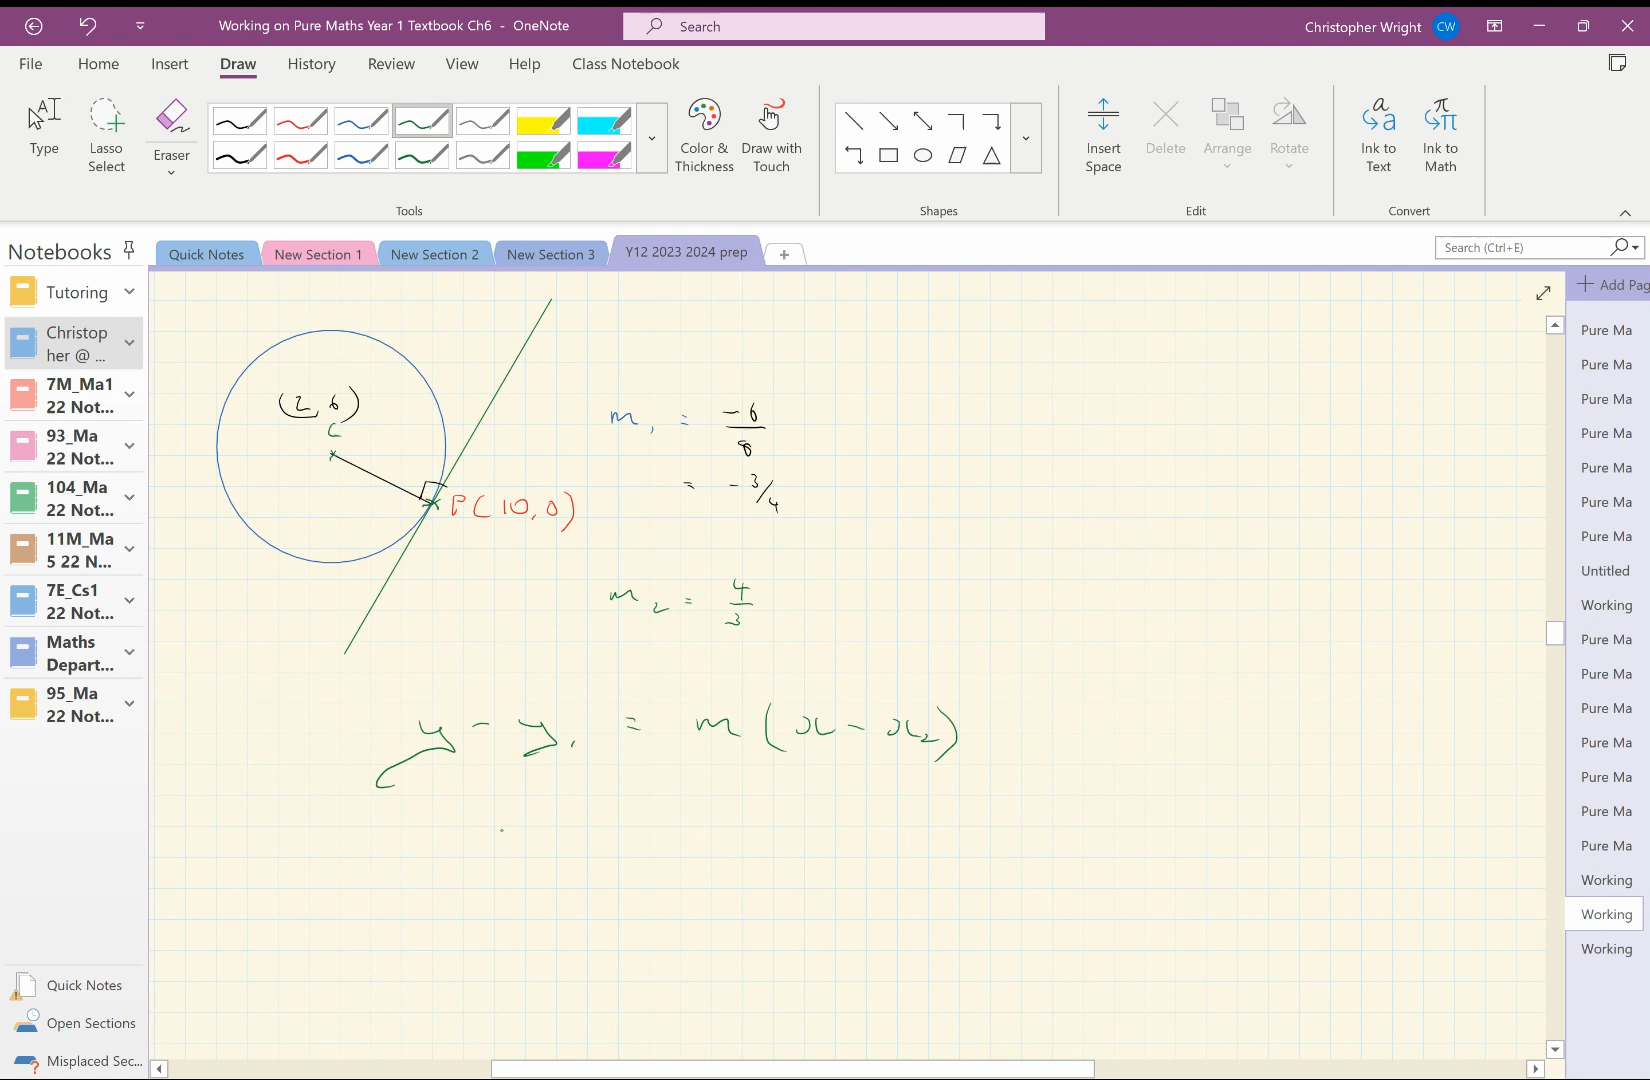 Working on Pure Maths Year 1 Textbook Ch6 - OneNote
Search
Christopher Wright CW
File Home Insert Draw History Review View Help Class Notebook
Type
Lasso Select
Eraser
Color & Thickness
Draw with Touch
Insert Space
Delete
Arrange
Rotate
Ink to Text
Ink to Math
Tools
Shapes
Edit
Convert
Notebooks
Quick Notes
New Section 1
New Section 2
New Section 3
Y12 2023 2024 prep
+
Search (Ctrl+E)
Tutoring
Christop
her @ ...
7M_Ma1
22 Not...
93_Ma
22 Not...
104_Ma
22 Not...
11M_Ma
5 22 N...
7E_Cs1
22 Not...
Maths
Depart...
95_Ma
22 Not...
Quick Notes
Open Sections
Misplaced Sec...
(2, 6)
C
P(10, 0)
m₁ = -6/8
= -3/4
m₂ = 4/3
y - y₁ = m(x - x₂)
Add Pag
Pure Ma
Pure Ma
Pure Ma
Pure Ma
Pure Ma
Pure Ma
Pure Ma
Untitled
Working
Pure Ma
Pure Ma
Pure Ma
Pure Ma
Pure Ma
Pure Ma
Pure Ma
Working
Working
Working